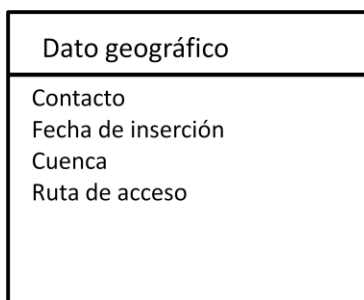 Dato geográfico
Contacto
Fecha de inserción
Cuenca
Ruta de acceso